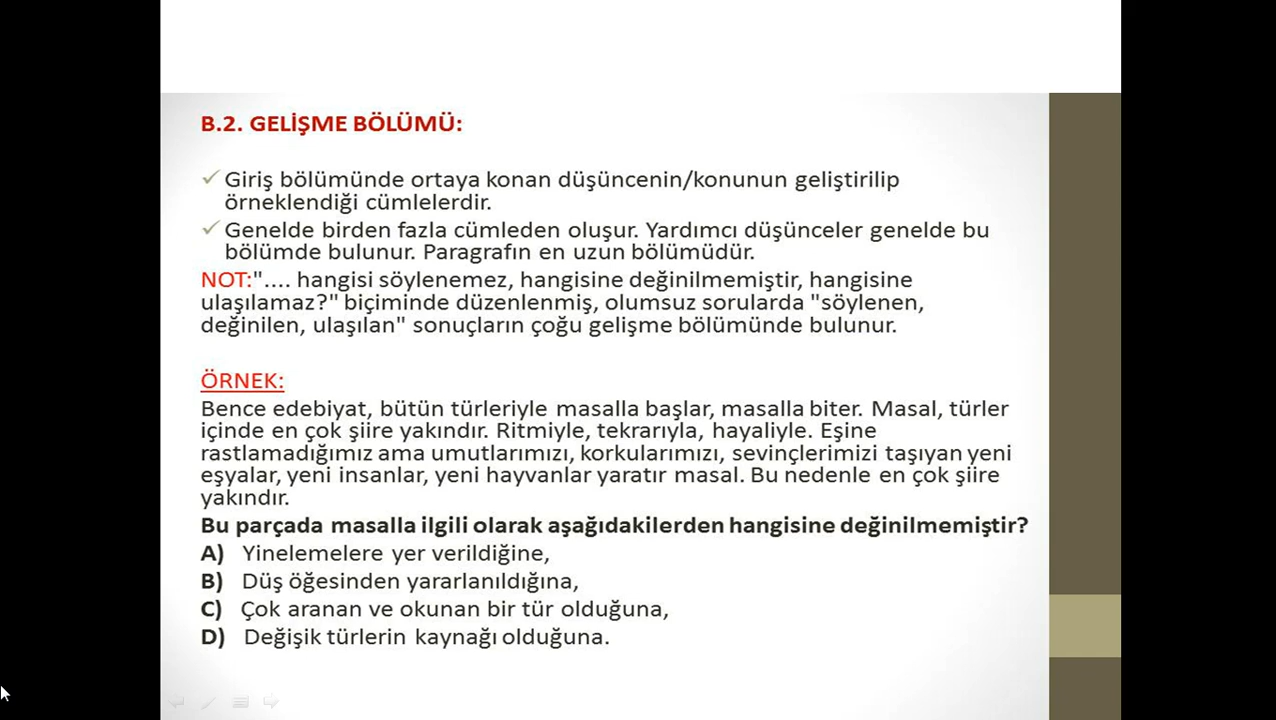 B.2. GELİŞME BÖLÜMÜ:
✓ Giriş bölümünde ortaya konan düşüncenin/konunun geliştirilip
örneklendiği cümlelerdir.
✓ Genelde birden fazla cümleden oluşur. Yardımcı düşünceler genelde bu
bölümde bulunur. Paragrafın en uzun bölümüdür.
NOT:".... hangisi söylenemez, hangisine değinilmemiştir, hangisine
ulaşılamaz?" biçiminde düzenlenmiş, olumsuz sorularda "söylenen,
değinilen, ulaşılan" sonuçların çoğu gelişme bölümünde bulunur.
ÖRNEK:
Bence edebiyat, bütün türleriyle masalla başlar, masalla biter. Masal, türler
içinde en çok şiire yakındır. Ritmiyle, tekrarıyla, hayaliyle. Eşine
rastlamadığımız ama umutlarımızı, korkularımızı, sevinçlerimizi taşıyan yeni
eşyalar, yeni insanlar, yeni hayvanlar yaratır masal. Bu nedenle en çok şiire
yakındır.
Bu parçada masalla ilgili olarak aşağıdakilerden hangisine değinilmemiştir?
A) Yinelemelere yer verildiğine,
B) Düş öğesinden yararlanıldığına,
C) Çok aranan ve okunan bir tür olduğuna,
D) Değişik türlerin kaynağı olduğuna.